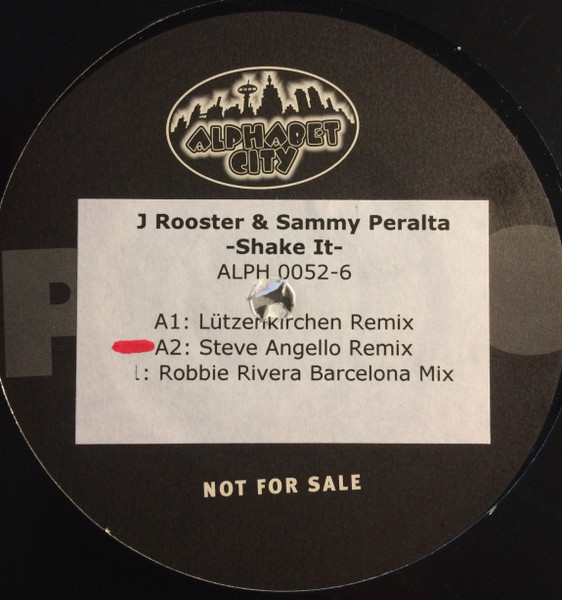 ALPHABET
CITY
J Rooster & Sammy Peralta
-Shake It-
ALPH 0052-6
A1: Lützenkirchen Remix
A2: Steve Angello Remix
: Robbie Rivera Barcelona Mix
NOT FOR SALE